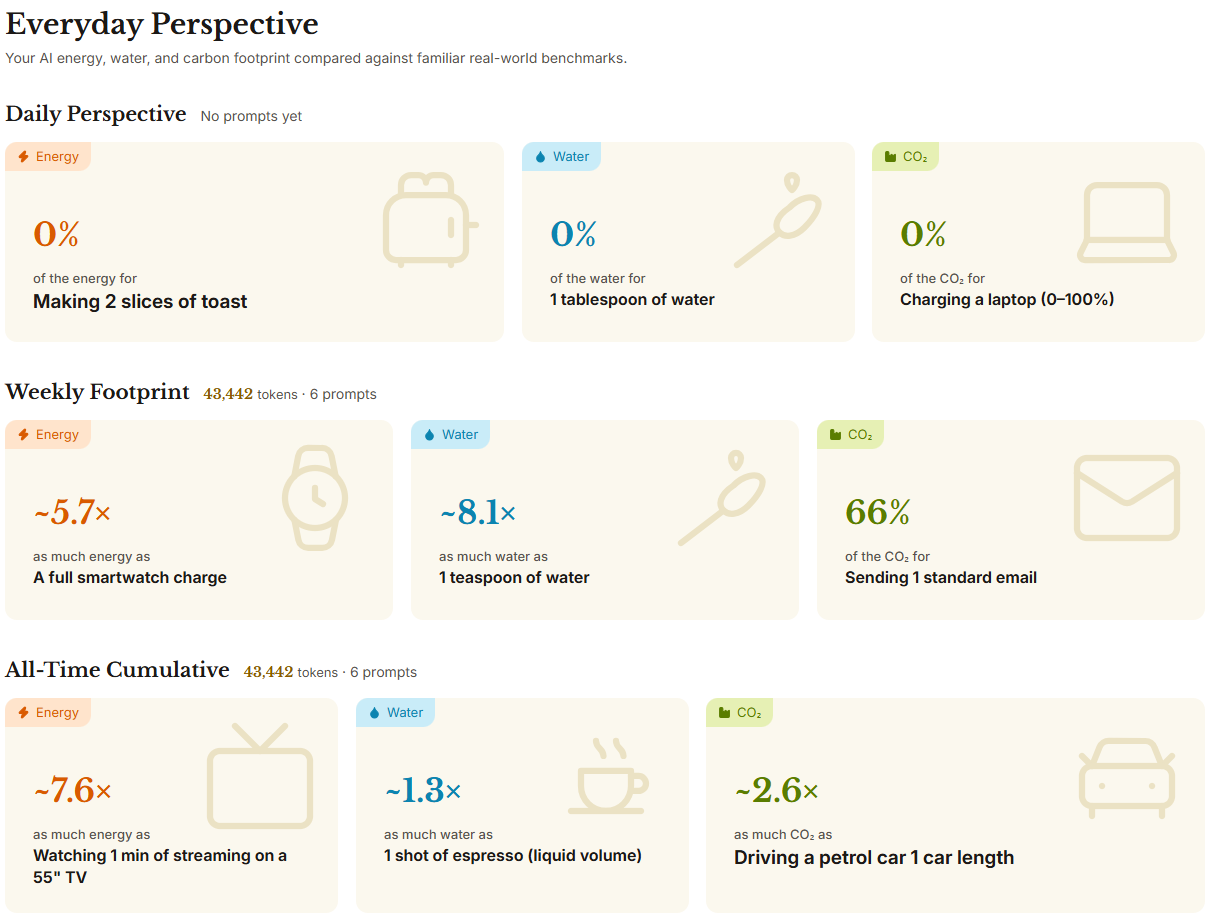 Everyday Perspective
Your AI energy, water, and carbon footprint compared against familiar real-world benchmarks.
Daily Perspective No prompts yet
Energy
0%
of the energy for
Making 2 slices of toast
Water
0%
of the water for
1 tablespoon of water
CO₂
0%
of the CO₂ for
Charging a laptop (0–100%)
Weekly Footprint 43,442 tokens · 6 prompts
Energy
~5.7×
as much energy as
A full smartwatch charge
Water
~8.1×
as much water as
1 teaspoon of water
CO₂
66%
of the CO₂ for
Sending 1 standard email
All-Time Cumulative 43,442 tokens · 6 prompts
Energy
~7.6×
as much energy as
Watching 1 min of streaming on a
55" TV
Water
~1.3×
as much water as
1 shot of espresso (liquid volume)
CO₂
~2.6×
as much CO₂ as
Driving a petrol car 1 car length